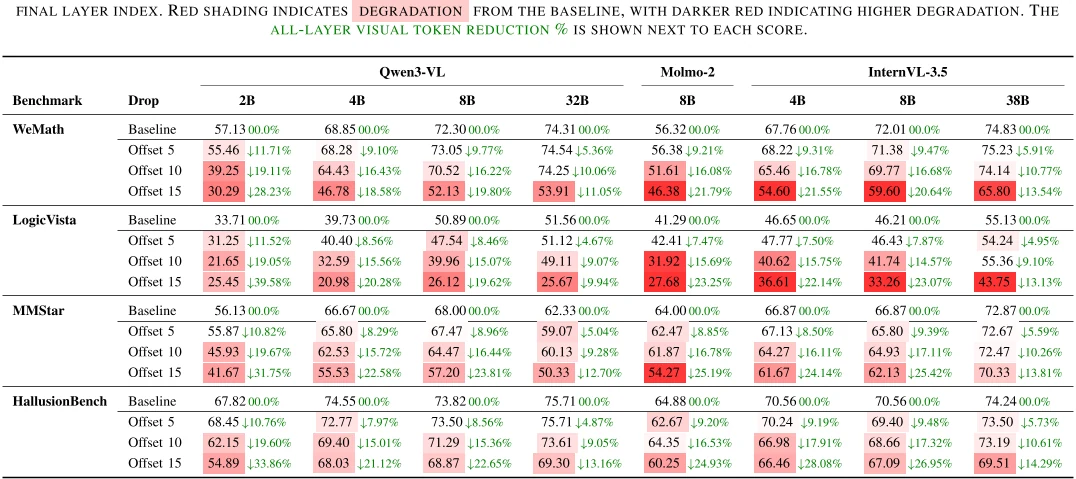 FINAL LAYER INDEX. RED SHADING INDICATES DEGRADATION FROM THE BASELINE, WITH DARKER RED INDICATING HIGHER DEGRADATION. THE
ALL-LAYER VISUAL TOKEN REDUCTION % IS SHOWN NEXT TO EACH SCORE.
Qwen3-VL Molmo-2 InternVL-3.5
Benchmark Drop 2B 4B 8B 32B 8B 4B 8B 38B
WeMath Baseline 57.13 00.0% 68.85 00.0% 72.30 00.0% 74.31 00.0% 56.32 00.0% 67.76 00.0% 72.01 00.0% 74.83 00.0%
Offset 5 55.46 ↓11.71% 68.28 ↓9.10% 73.05 ↓9.77% 74.54 ↓5.36% 56.38 ↓9.21% 68.22 ↓9.31% 71.38 ↓9.47% 75.23 ↓5.91%
Offset 10 39.25 ↓19.11% 64.43 ↓16.43% 70.52 ↓16.22% 74.25 ↓10.06% 51.61 ↓16.08% 65.46 ↓16.78% 69.77 ↓16.68% 74.14 ↓10.77%
Offset 15 30.29 ↓28.23% 46.78 ↓18.58% 52.13 ↓19.80% 53.91 ↓11.05% 46.38 ↓21.79% 54.60 ↓21.55% 59.60 ↓20.64% 65.80 ↓13.54%
LogicVista Baseline 33.71 00.0% 39.73 00.0% 50.89 00.0% 51.56 00.0% 41.29 00.0% 46.65 00.0% 46.21 00.0% 55.13 00.0%
Offset 5 31.25 ↓11.52% 40.40 ↓8.56% 47.54 ↓8.46% 51.12 ↓4.67% 42.41 ↓7.47% 47.77 ↓7.50% 46.43 ↓7.87% 54.24 ↓4.95%
Offset 10 21.65 ↓19.05% 32.59 ↓15.56% 39.96 ↓15.07% 49.11 ↓9.07% 31.92 ↓15.69% 40.62 ↓15.75% 41.74 ↓14.57% 55.36 ↓9.10%
Offset 15 25.45 ↓39.58% 20.98 ↓20.28% 26.12 ↓19.62% 25.67 ↓9.94% 27.68 ↓23.25% 36.61 ↓22.14% 33.26 ↓23.07% 43.75 ↓13.13%
MMStar Baseline 56.13 00.0% 66.67 00.0% 68.00 00.0% 62.33 00.0% 64.00 00.0% 66.87 00.0% 66.87 00.0% 72.87 00.0%
Offset 5 55.87 ↓10.82% 65.80 ↓8.29% 67.47 ↓8.96% 59.07 ↓5.04% 62.47 ↓8.85% 67.13 ↓8.50% 65.80 ↓9.39% 72.67 ↓5.59%
Offset 10 45.93 ↓19.67% 62.53 ↓15.72% 64.47 ↓16.44% 60.13 ↓9.28% 61.87 ↓16.78% 64.27 ↓16.11% 64.93 ↓17.11% 72.47 ↓10.26%
Offset 15 41.67 ↓31.75% 55.53 ↓22.58% 57.20 ↓23.81% 50.33 ↓12.70% 54.27 ↓25.19% 61.67 ↓24.14% 62.13 ↓25.42% 70.33 ↓13.81%
HallusionBench Baseline 67.82 00.0% 74.55 00.0% 73.82 00.0% 75.71 00.0% 64.88 00.0% 70.56 00.0% 70.56 00.0% 74.24 00.0%
Offset 5 68.45 ↓10.76% 72.77 ↓7.97% 73.50 ↓8.56% 75.71 ↓4.87% 62.67 ↓9.20% 70.24 ↓9.19% 69.40 ↓9.48% 73.50 ↓5.73%
Offset 10 62.15 ↓19.60% 69.40 ↓15.01% 71.29 ↓15.36% 73.61 ↓9.05% 64.35 ↓16.53% 66.98 ↓17.91% 68.66 ↓17.32% 73.19 ↓10.61%
Offset 15 54.89 ↓33.86% 68.03 ↓21.12% 68.87 ↓22.65% 69.30 ↓13.16% 60.25 ↓24.93% 66.46 ↓28.08% 67.09 ↓26.95% 69.51 ↓14.29%